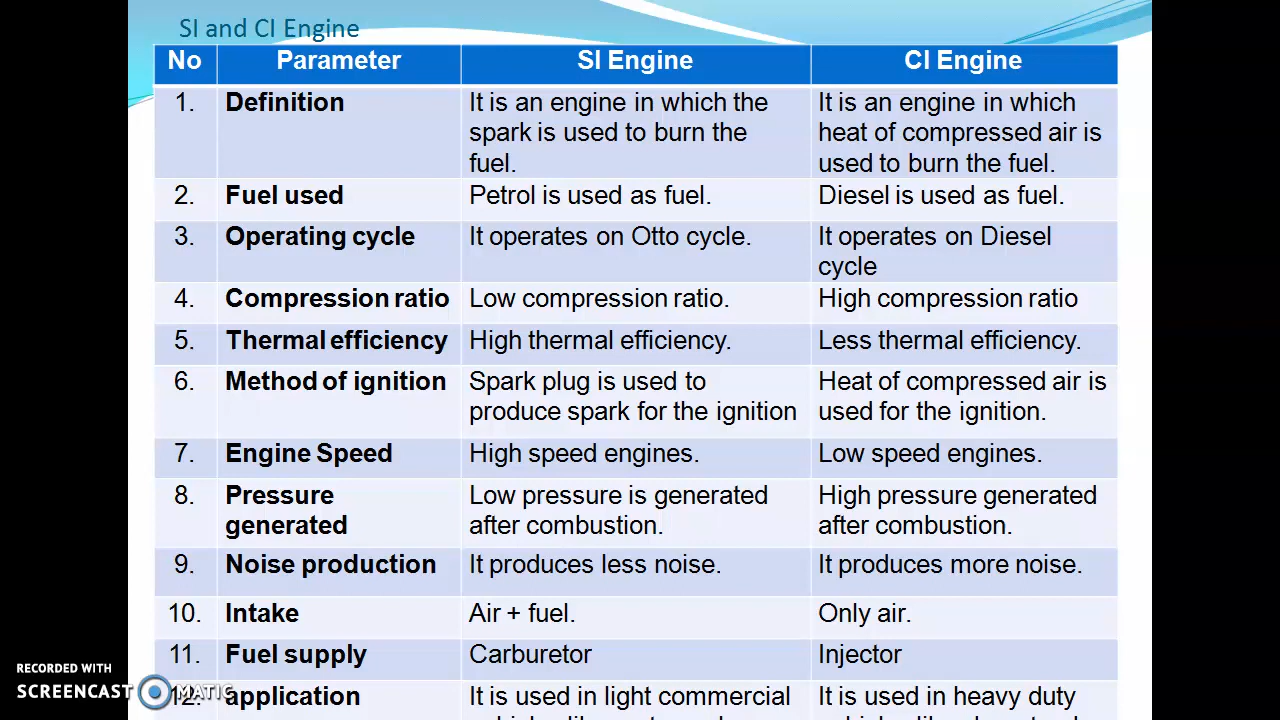 SI and CI Engine
No Parameter SI Engine CI Engine
1. Definition It is an engine in which the It is an engine in which
spark is used to burn the heat of compressed air is
fuel. used to burn the fuel.
2. Fuel used Petrol is used as fuel. Diesel is used as fuel.
3. Operating cycle It operates on Otto cycle. It operates on Diesel
cycle
4. Compression ratio Low compression ratio. High compression ratio
5. Thermal efficiency High thermal efficiency. Less thermal efficiency.
6. Method of ignition Spark plug is used to Heat of compressed air is
produce spark for the ignition used for the ignition.
7. Engine Speed High speed engines. Low speed engines.
8. Pressure Low pressure is generated High pressure generated
generated after combustion. after combustion.
9. Noise production It produces less noise. It produces more noise.
10. Intake Air + fuel. Only air.
11. Fuel supply Carburetor Injector
12. application It is used in light commercial It is used in heavy duty
RECORDED WITH
SCREENCAST MATIC